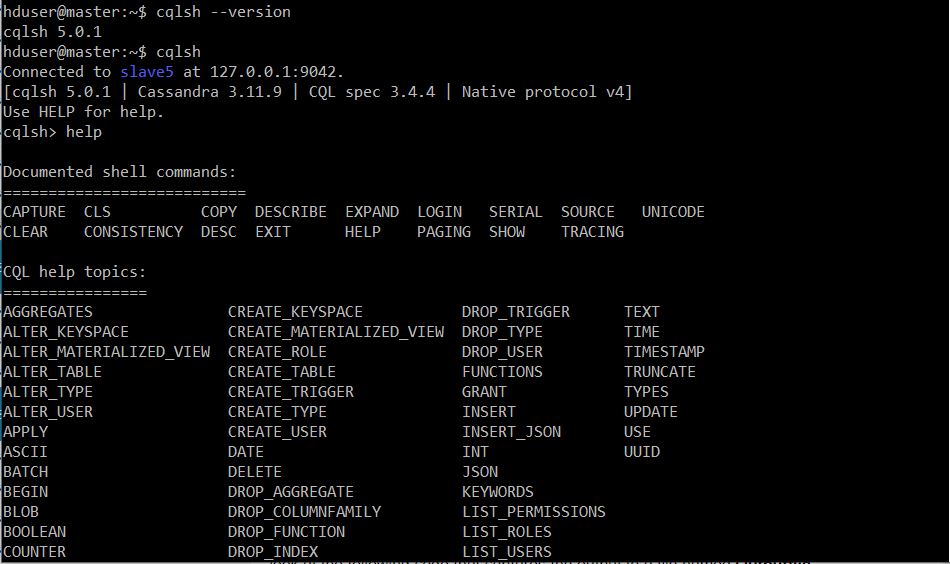 hduser@master:~$ cqlsh --version
cqlsh 5.0.1
hduser@master:~$ cqlsh
Connected to slave5 at 127.0.0.1:9042.
[cqlsh 5.0.1 | Cassandra 3.11.9 | CQL spec 3.4.4 | Native protocol v4]
Use HELP for help.
cqlsh> help

Documented shell commands:
===========================
CAPTURE  CLS          COPY  DESCRIBE  EXPAND  LOGIN   SERIAL  SOURCE   UNICODE
CLEAR    CONSISTENCY  DESC  EXIT      HELP    PAGING  SHOW    TRACING

CQL help topics:
================
AGGREGATES               CREATE_KEYSPACE           DROP_TRIGGER      TEXT
ALTER_KEYSPACE           CREATE_MATERIALIZED_VIEW  DROP_TYPE         TIME
ALTER_MATERIALIZED_VIEW  CREATE_ROLE               DROP_USER         TIMESTAMP
ALTER_TABLE              CREATE_TABLE              FUNCTIONS         TRUNCATE
ALTER_TYPE               CREATE_TRIGGER            GRANT             TYPES
ALTER_USER               CREATE_TYPE               INSERT            UPDATE
APPLY                    CREATE_USER               INSERT_JSON       USE
ASCII                    DATE                      INT               UUID
BATCH                    DELETE                    JSON
BEGIN                    DROP_AGGREGATE            KEYWORDS
BLOB                     DROP_COLUMNFAMILY         LIST_PERMISSIONS
BOOLEAN                  DROP_FUNCTION             LIST_ROLES
COUNTER                  DROP_INDEX                LIST_USERS